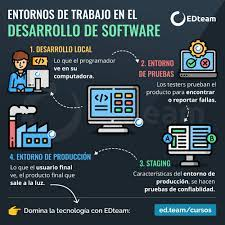 ENTORNOS DE TRABAJO EN EL
DESARROLLO DE SOFTWARE
EDteam
1. DESARROLLO LOCAL
Lo que el programador
ve en su
computadora.
2. ENTORNO
DE PRUEBAS
Los testers prueban el
producto para encontrar
o reportar fallas.
4. ENTORNO DE PRODUCCIÓN
Lo que el usuario final
ve, el producto final que
sale a la luz.
3. STAGING
Características del entorno de
producción, se hacen
pruebas de confiabilidad.
Domina la tecnología con EDteam:
ed.team/cursos